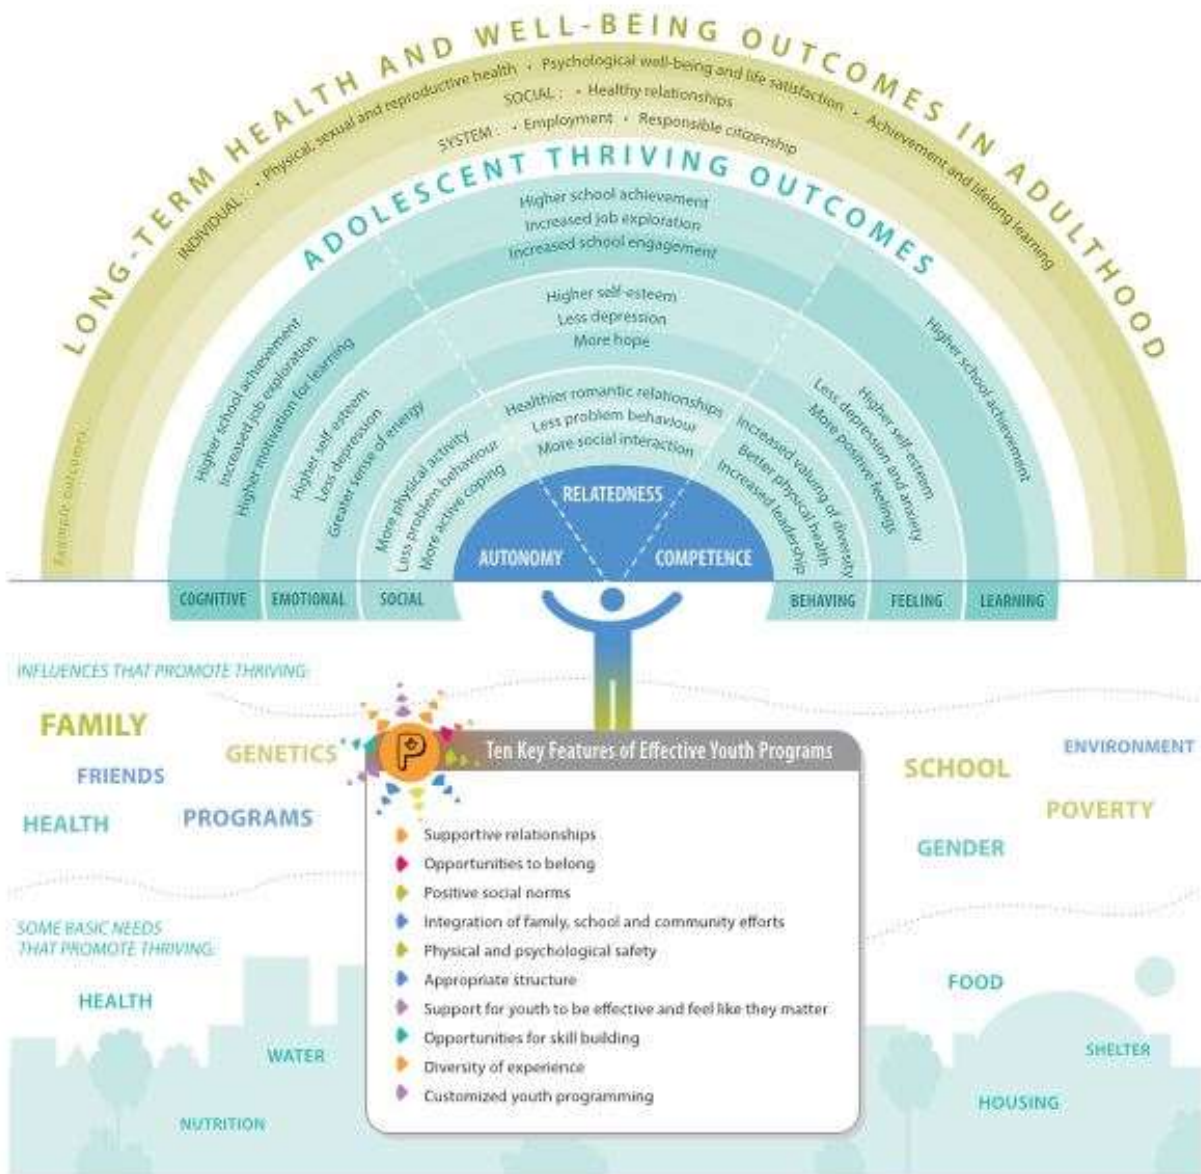 LONG-TERM HEALTH AND WELL-BEING OUTCOMES IN ADULTHOOD
INDIVIDUAL: • Physical, sexual and reproductive health • Psychological well-being and life satisfaction • Achievement and lifelong learning
SOCIAL: • Healthy relationships
SYSTEM: • Employment • Responsible citizenship
Example outcomes...
ADOLESCENT THRIVING OUTCOMES
Higher school achievement
Increased job exploration
Higher motivation for learning
Higher school achievement
Increased job exploration
Increased school engagement
Higher school achievement
Higher self-esteem
Less depression
Greater sense of energy
Higher self-esteem
Less depression
More hope
Higher self-esteem
Less depression and anxiety
More positive feelings
More physical activity
Less problem behaviour
More active coping
Healthier romantic relationships
Less problem behaviour
More social interaction
Increased valuing of diversity
Better physical health
Increased leadership
RELATEDNESS
AUTONOMY COMPETENCE
COGNITIVE EMOTIONAL SOCIAL BEHAVING FEELING LEARNING
INFLUENCES THAT PROMOTE THRIVING:
FAMILY
GENETICS
FRIENDS
HEALTH
PROGRAMS
SCHOOL
ENVIRONMENT
POVERTY
GENDER
P
Ten Key Features of Effective Youth Programs
Supportive relationships
Opportunities to belong
Positive social norms
Integration of family, school and community efforts
Physical and psychological safety
Appropriate structure
Support for youth to be effective and feel like they matter
Opportunities for skill building
Diversity of experience
Customized youth programming
SOME BASIC NEEDS
THAT PROMOTE THRIVING:
HEALTH
WATER
NUTRITION
FOOD
SHELTER
HOUSING